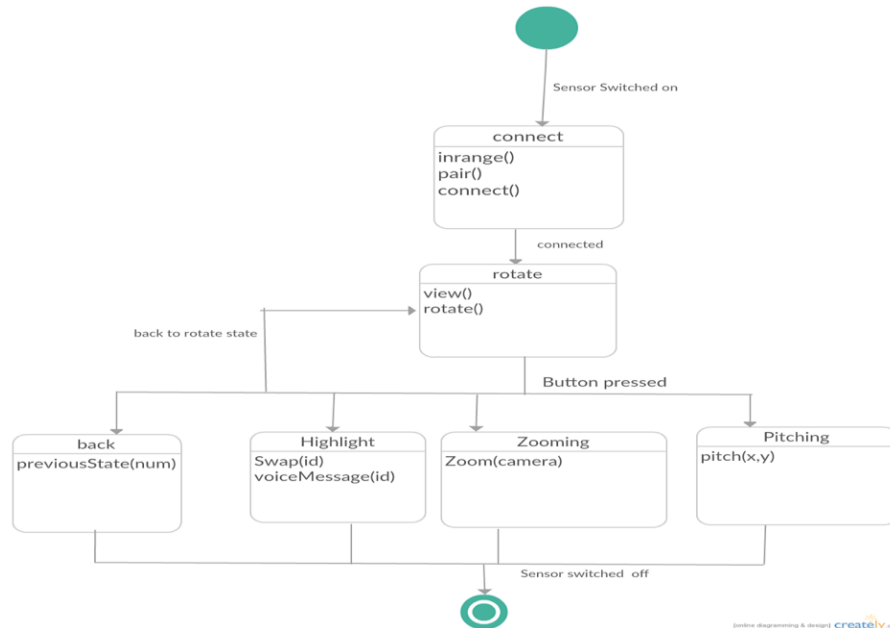 Sensor Switched on
connect
inrange()
pair()
connect()
connected
rotate
view()
rotate()
back to rotate state
Button pressed
back
previousState(num)
Highlight
Swap(id)
voiceMessage(id)
Zooming
Zoom(camera)
Pitching
pitch(x,y)
Sensor switched off
[online diagramming & design] creately